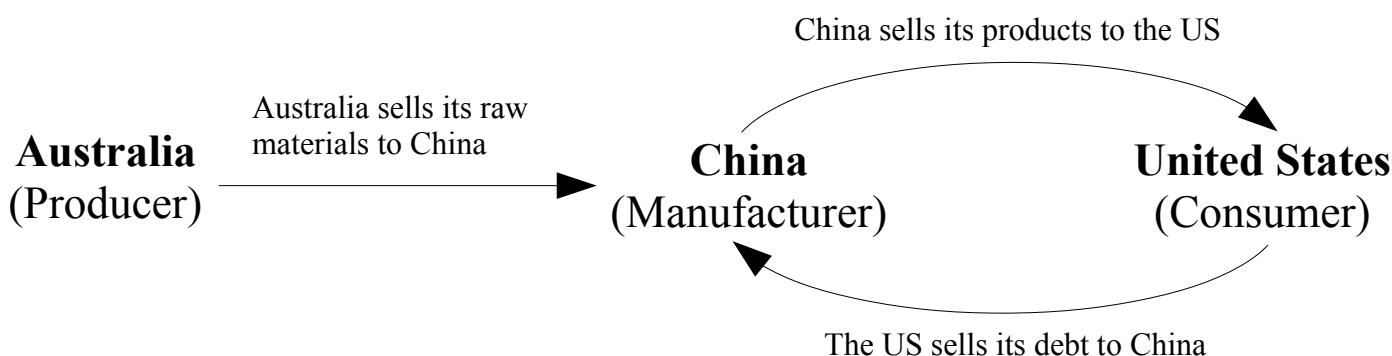 China sells its products to the US
Australia sells its raw
materials to China
Australia
(Producer)
China
(Manufacturer)
United States
(Consumer)
The US sells its debt to China